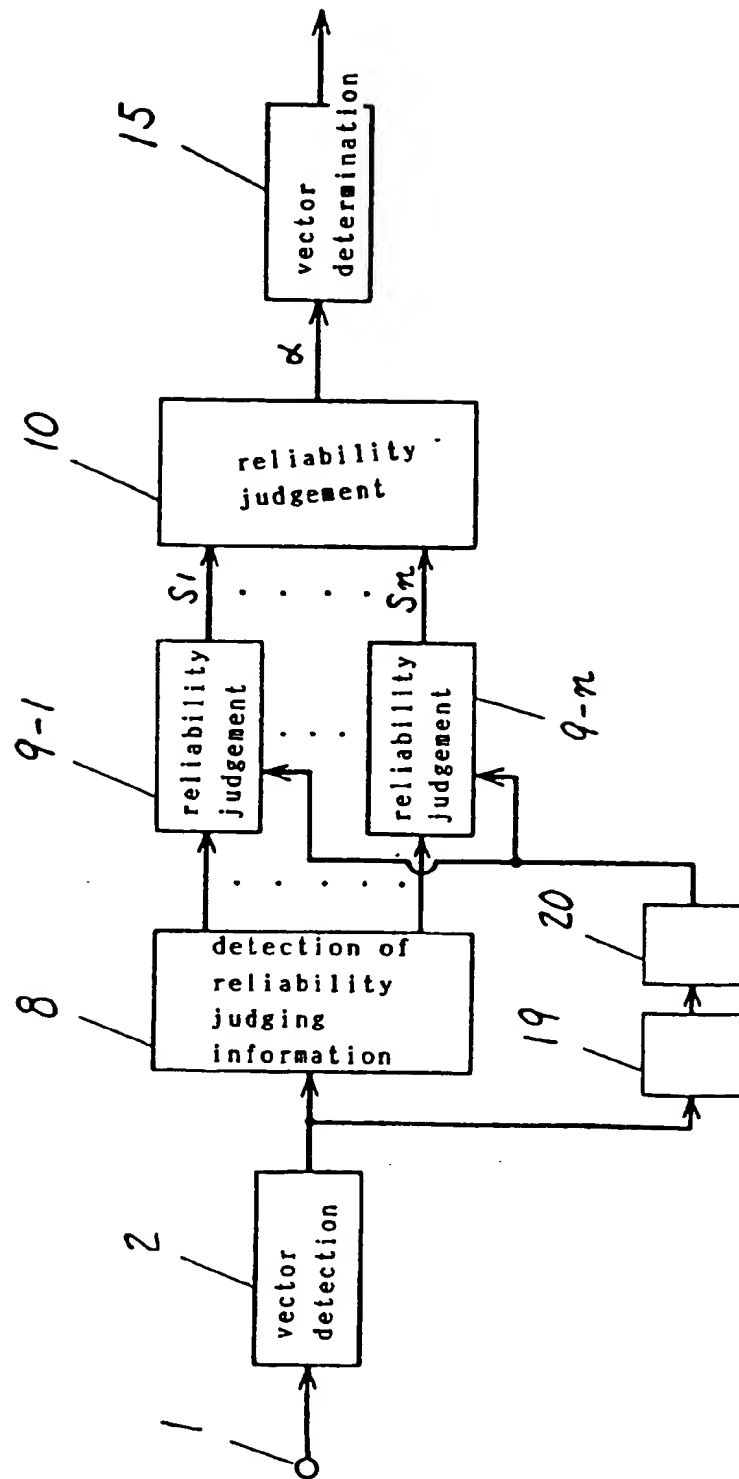 1
2
vector
detection
8
detection of
reliability
judging
information
19
20
9-1
reliability
judgement
9-n
reliability
judgement
S1
Sn
10
reliability
judgement
α
15
vector
determination